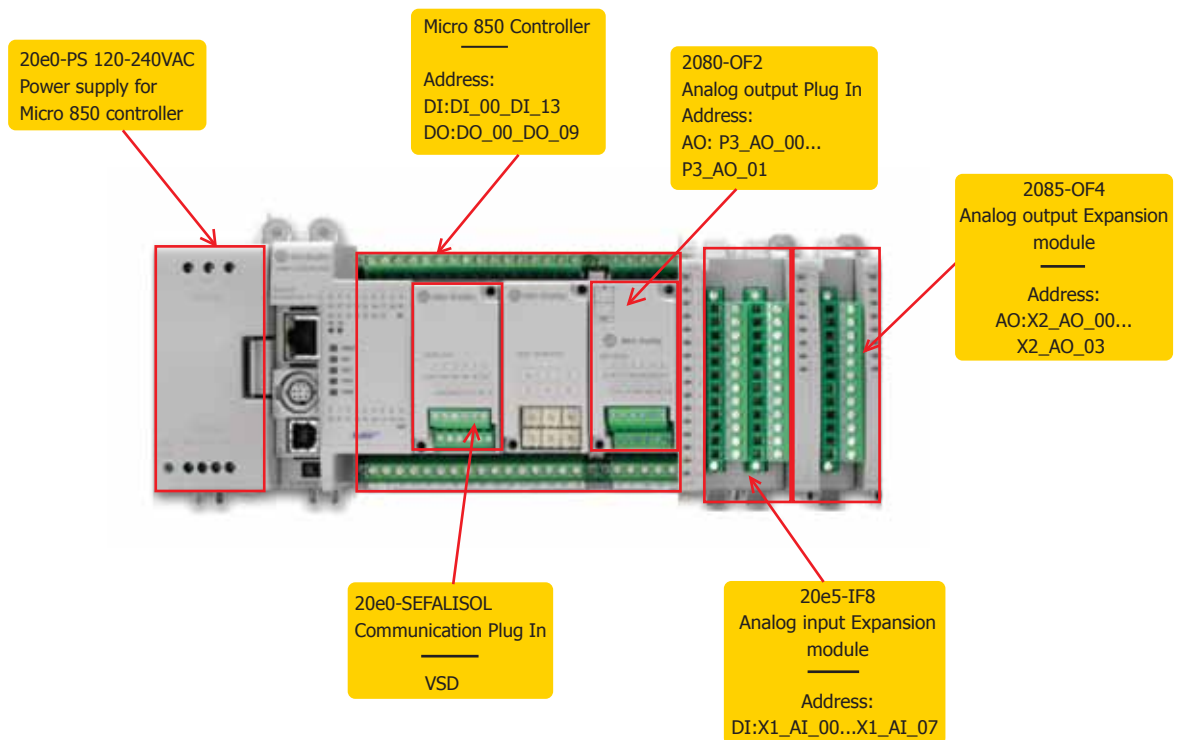 20e0-PS 120-240VAC
Power supply for
Micro 850 controller
Micro 850 Controller
Address:
DI:DI_00_DI_13
DO:DO_00_DO_09
2080-OF2
Analog output Plug In
Address:
AO: P3_AO_00...
P3_AO_01
2085-OF4
Analog output Expansion
module
Address:
AO:X2_AO_00...
X2_AO_03
20e0-SEFALISOL
Communication Plug In
VSD
20e5-IF8
Analog input Expansion
module
Address:
DI:X1_AI_00...X1_AI_07